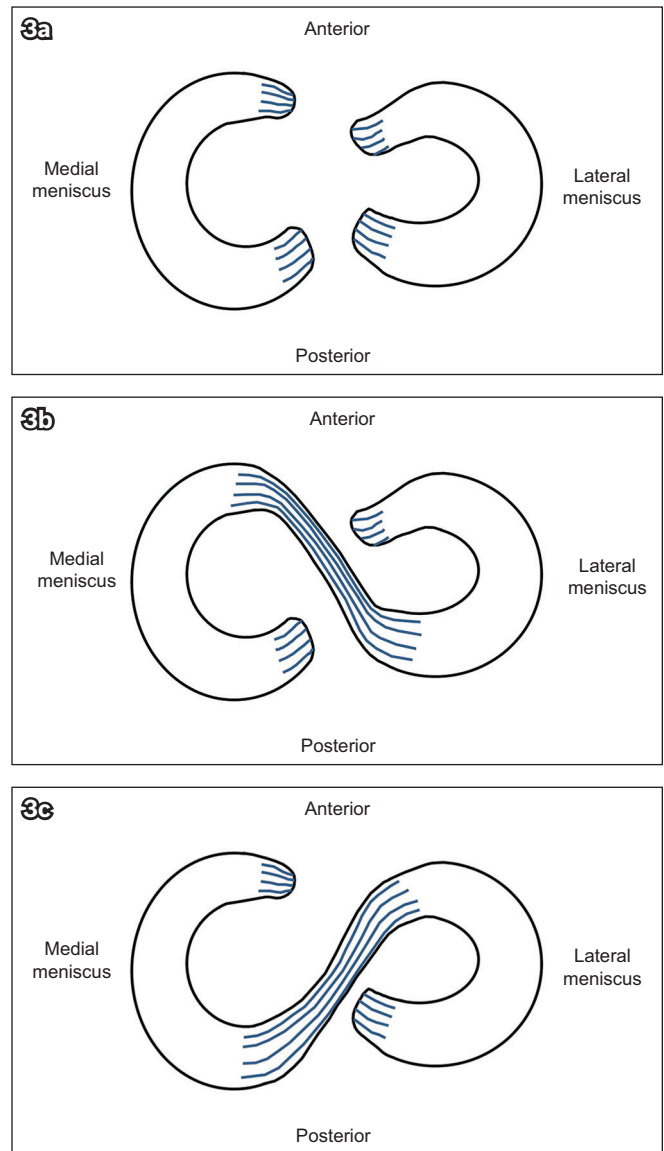 3a
Anterior
Medial
meniscus
Lateral
meniscus
Posterior
3b
Anterior
Medial
meniscus
Lateral
meniscus
Posterior
3c
Anterior
Medial
meniscus
Lateral
meniscus
Posterior